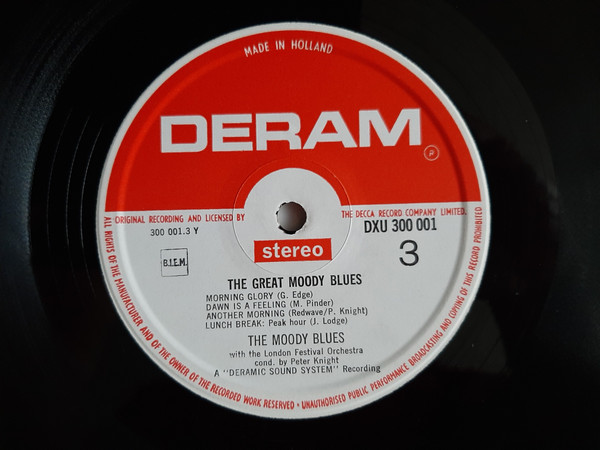 MADE IN HOLLAND
DERAM
P
ORIGINAL RECORDING AND LICENSED BY THE DECCA RECORD COMPANY LIMITED.
300 001.3 Y
DXU 300 001
stereo
3
B.I.E.M.
THE GREAT MOODY BLUES
MORNING GLORY (G. Edge)
DAWN IS A FEELING (M. Pinder)
ANOTHER MORNING (Redwave/P. Knight)
LUNCH BREAK: Peak hour (J. Lodge)
THE MOODY BLUES
with the London Festival Orchestra
cond. by Peter Knight
A "DERAMIC SOUND SYSTEM" Recording
ALL RIGHTS OF THE MANUFACTURER AND OF THE OWNER OF THE RECORDED WORK RESERVED • UNAUTHORISED PUBLIC PERFORMANCE BROADCASTING AND COPYING OF THIS RECORD PROHIBITED